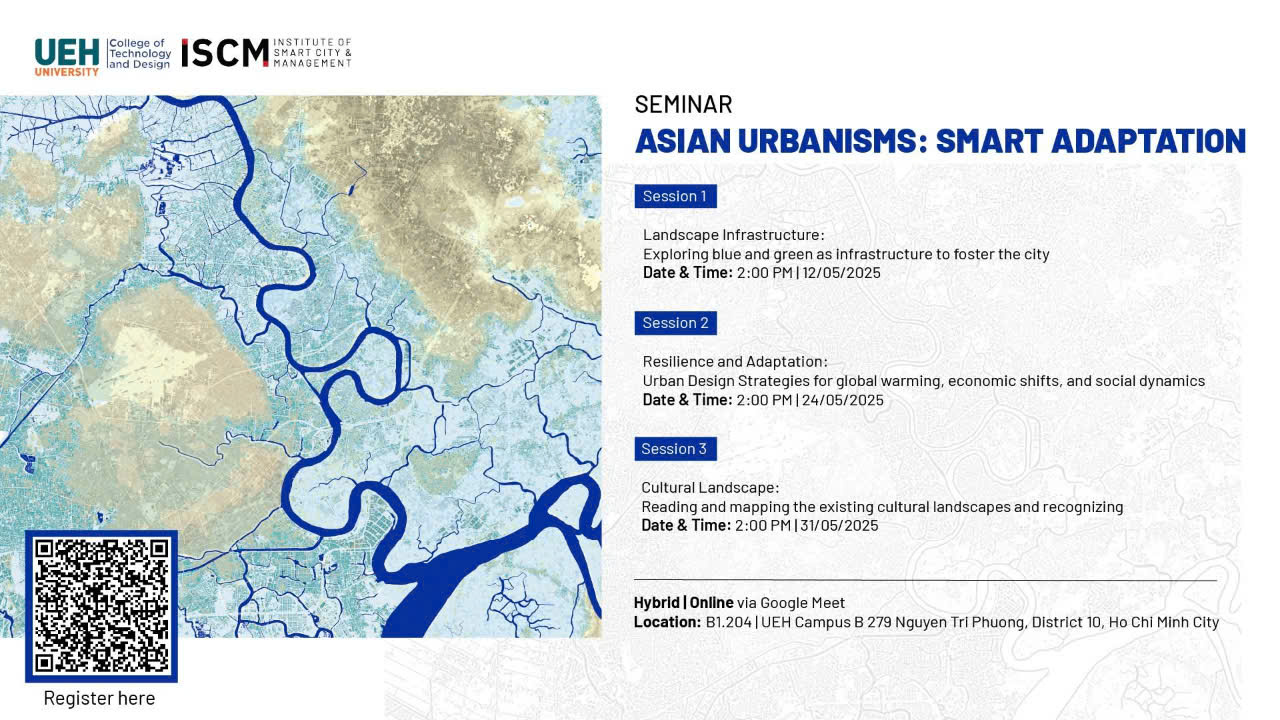 UEH
UNIVERSITY
College of
Technology
and Design
ISCM
INSTITUTE OF
SMART CITY &
MANAGEMENT
SEMINAR
ASIAN URBANISMS: SMART ADAPTATION
Session 1
Landscape Infrastructure:
Exploring blue and green as infrastructure to foster the city
Date & Time: 2:00 PM | 12/05/2025
Session 2
Resilience and Adaptation:
Urban Design Strategies for global warming, economic shifts, and social dynamics
Date & Time: 2:00 PM | 24/05/2025
Session 3
Cultural Landscape:
Reading and mapping the existing cultural landscapes and recognizing
Date & Time: 2:00 PM | 31/05/2025
Hybrid | Online via Google Meet
Location: B1.204 | UEH Campus B 279 Nguyen Tri Phuong, District 10, Ho Chi Minh City
Register here